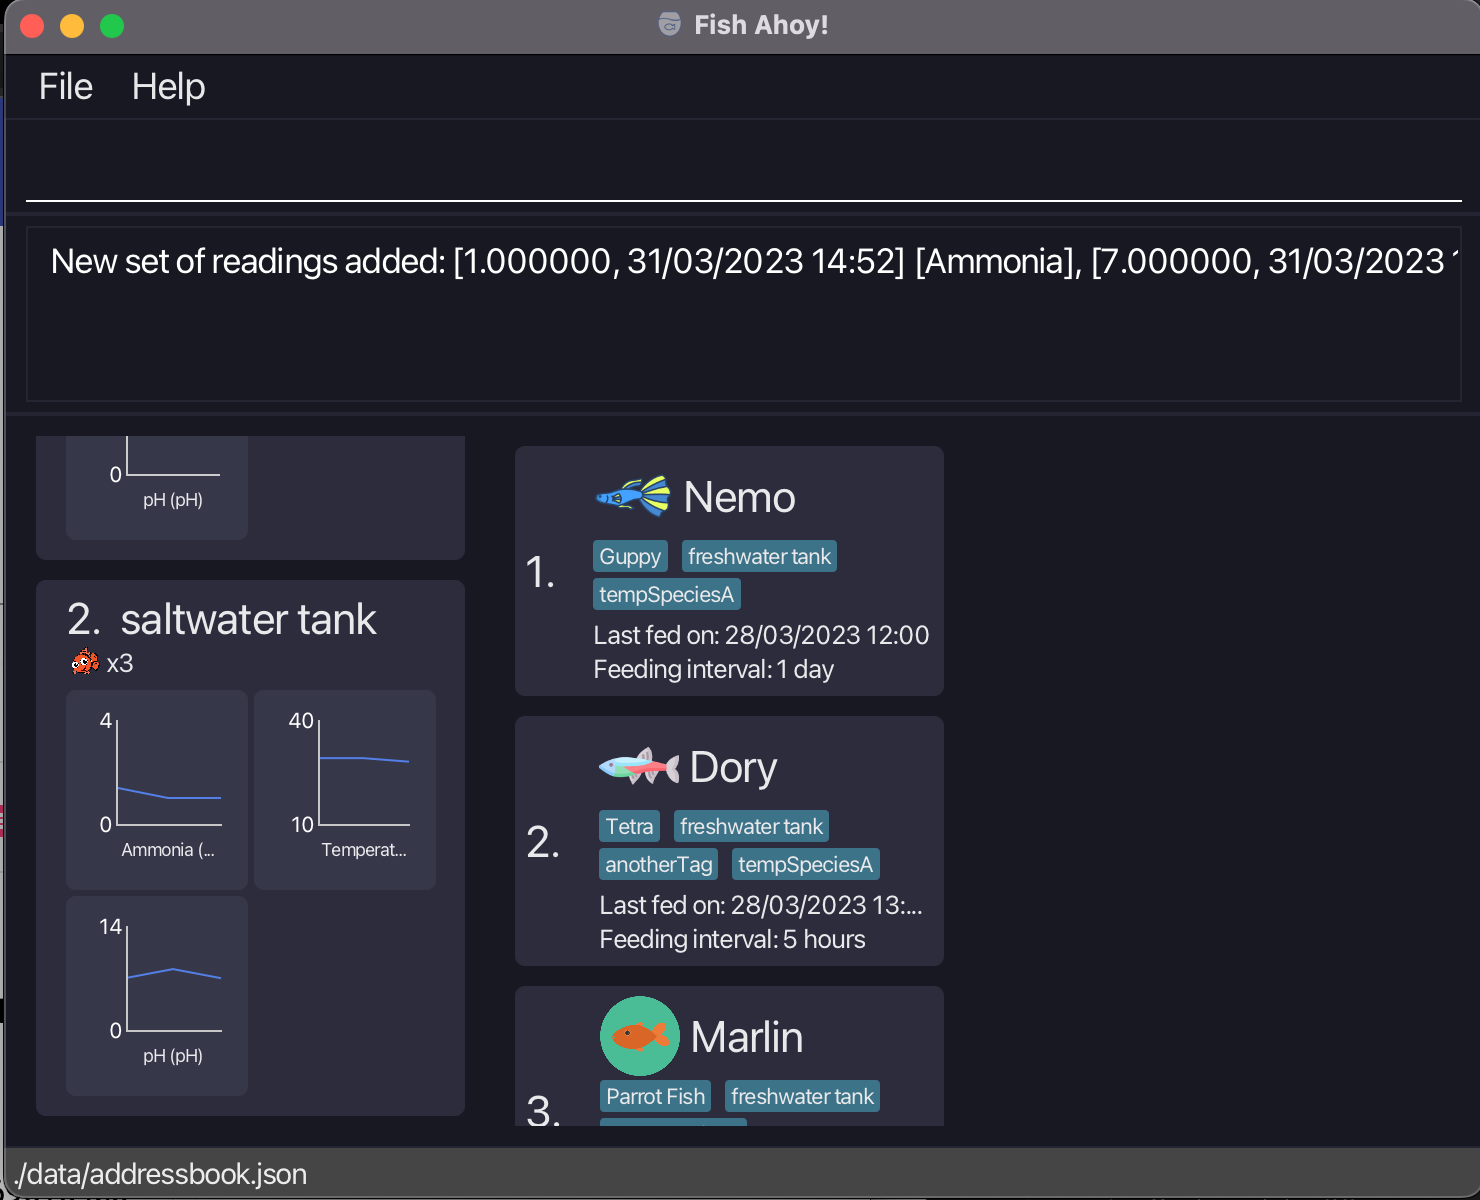 Fish Ahoy!
File Help
New set of readings added: [1.000000, 31/03/2023 14:52] [Ammonia], [7.000000, 31/03/2023
0
pH (pH)
2. saltwater tank
x3
4
0
Ammonia (...
40
10
Temperat...
14
0
pH (pH)
1.
Nemo
Guppy freshwater tank
tempSpeciesA
Last fed on: 28/03/2023 12:00
Feeding interval: 1 day
2.
Dory
Tetra freshwater tank
anotherTag tempSpeciesA
Last fed on: 28/03/2023 13:...
Feeding interval: 5 hours
3.
Marlin
Parrot Fish freshwater tank
./data/addressbook.json